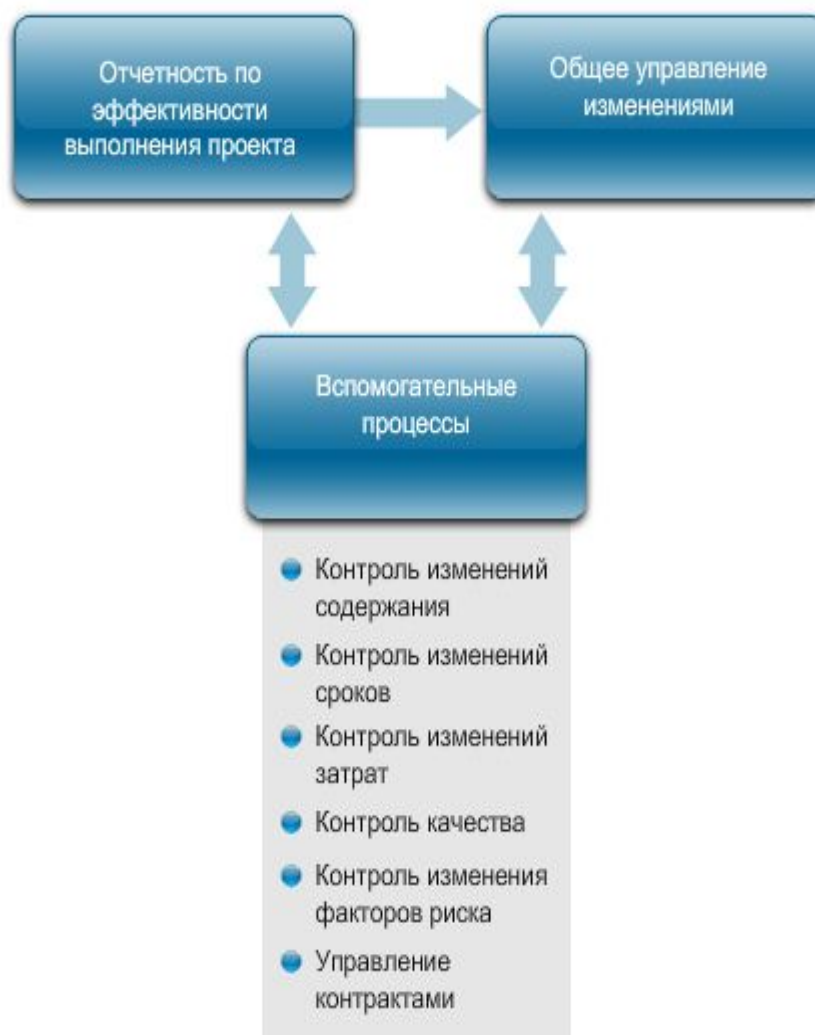 Отчетность по
эффективности
выполнения проекта
Общее управление
изменениями
Вспомогательные
процессы
Контроль изменений
содержания
Контроль изменений
сроков
Контроль изменений
затрат
Контроль качества
Контроль изменения
факторов риска
Управление
контрактами